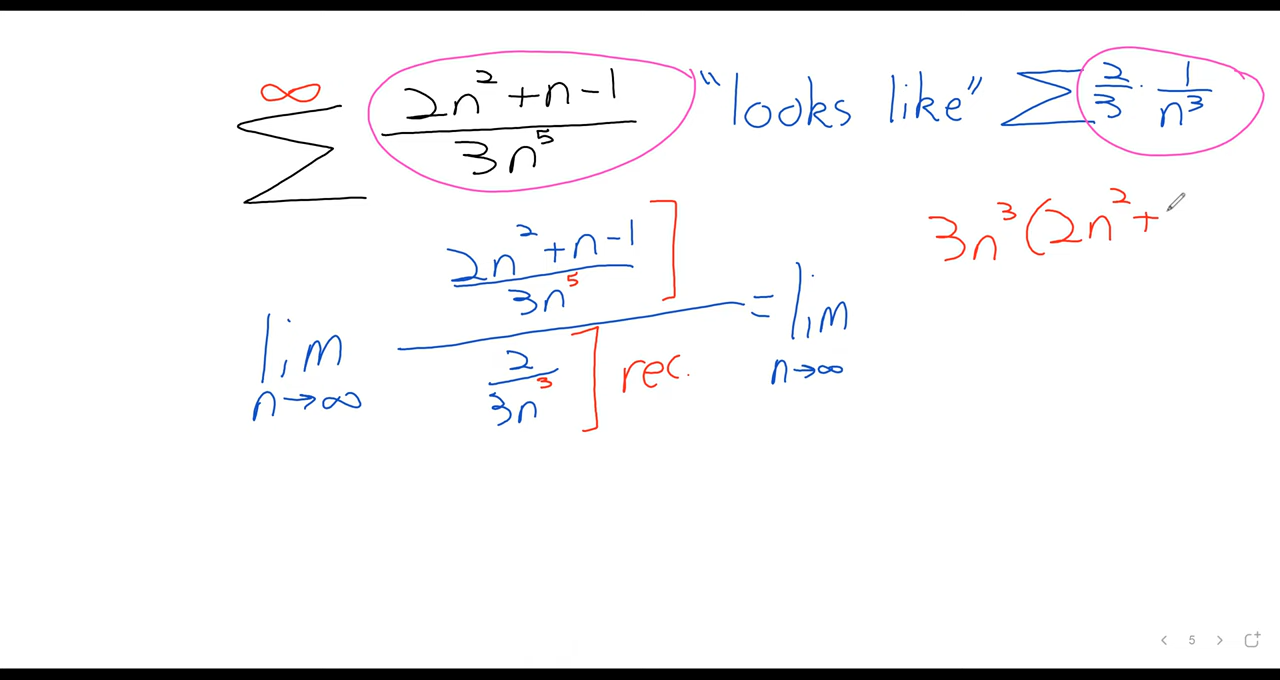 ∞
∑ (2n² + n - 1)/(3n⁵) "looks like" ∑ 2/3 · 1/n³
3n³(2n² +
lim n→∞ ((2n² + n - 1)/(3n⁵)) / (2/(3n³)) ] rec. = lim n→∞
< 5 >